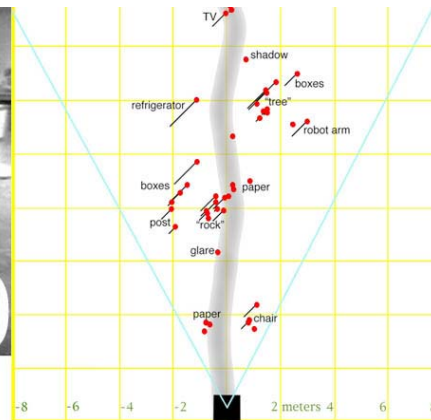 TV
shadow
boxes
refrigerator
"tree"
robot arm
boxes
paper
post
"rock"
glare
paper
chair
-8 -6 -4 -2 2 meters 6